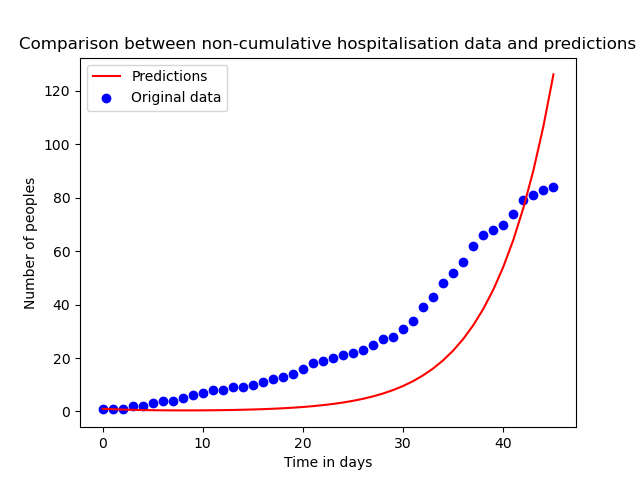 Comparison between non-cumulative hospitalisation data and predictions
Predictions
Original data
Number of peoples
120
100
80
60
40
20
0
0 10 20 30 40
Time in days